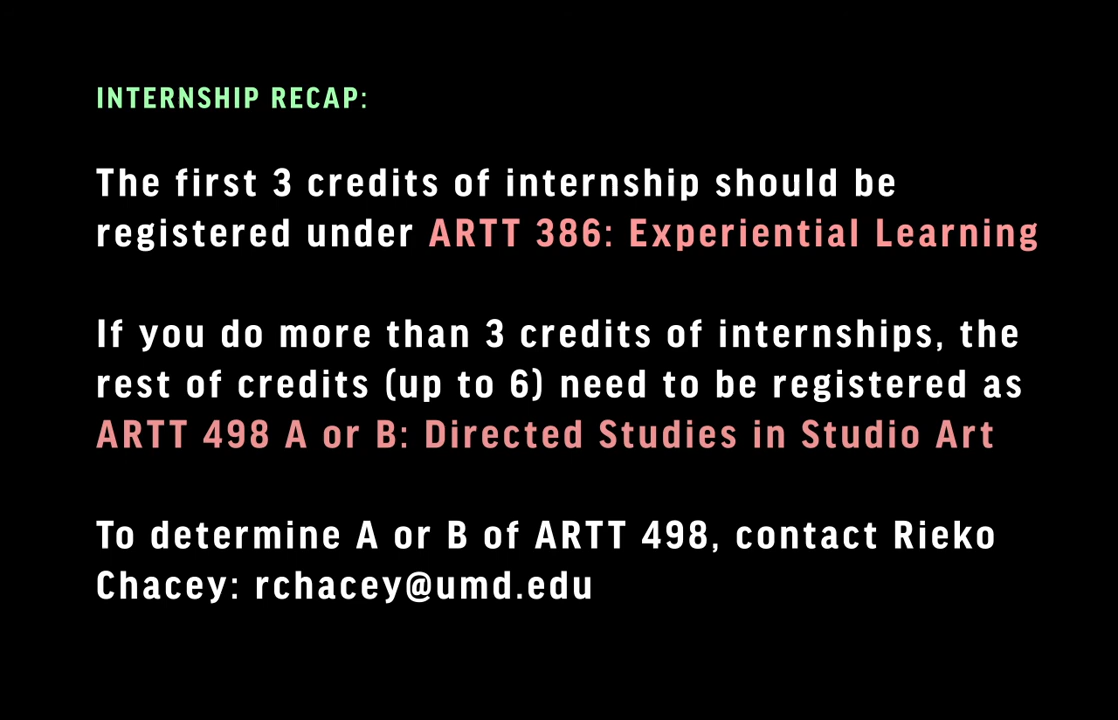 INTERNSHIP RECAP:
The first 3 credits of internship should be
registered under ARTT 386: Experiential Learning
If you do more than 3 credits of internships, the
rest of credits (up to 6) need to be registered as
ARTT 498 A or B: Directed Studies in Studio Art
To determine A or B of ARTT 498, contact Rieko
Chacey: rchacey@umd.edu